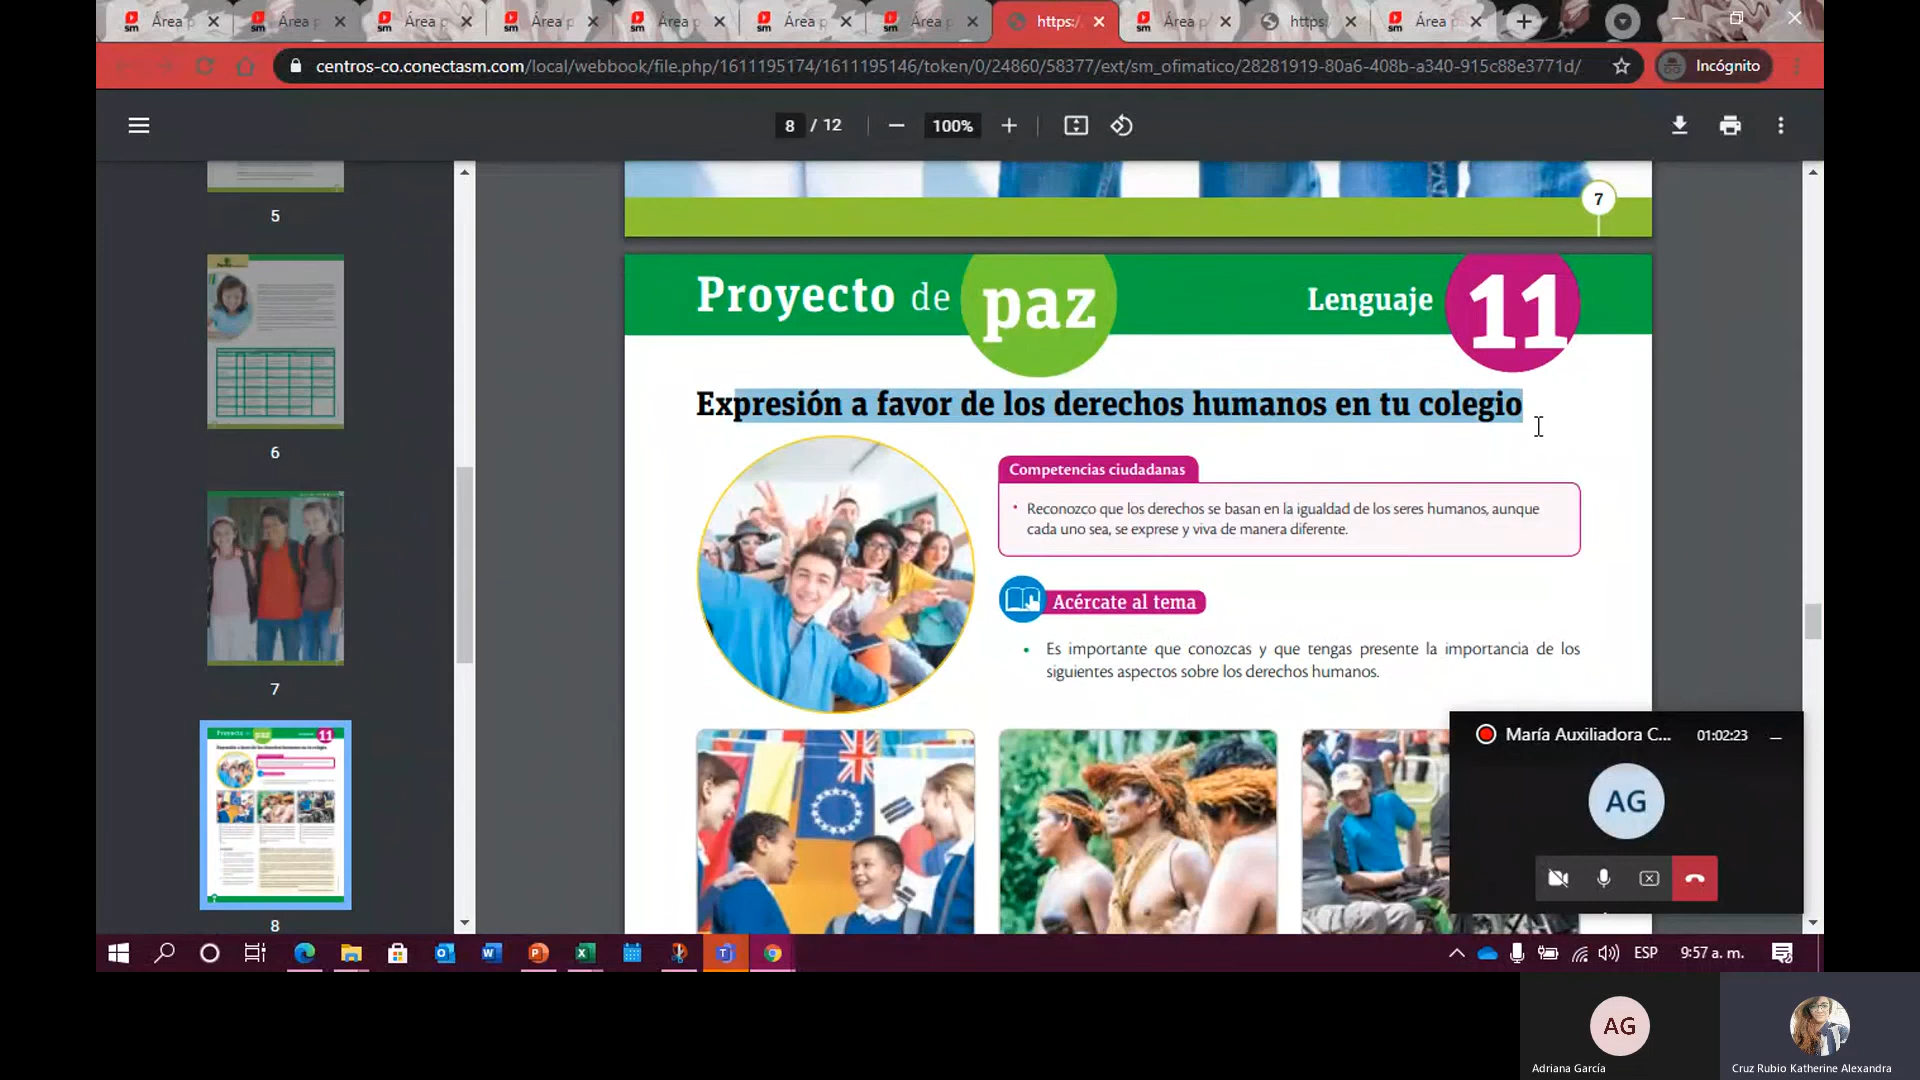 Área p
Área p
Área p
Área p
Área p
Área p
Área p
https:/
Área p
https:
Área p
centros-co.conectasm.com/local/webbook/file.php/1611195174/1611195146/token/0/24860/58377/ext/sm_ofimatico/28281919-80a6-408b-a340-915c88e3771d/
Incógnito
8 / 12
100%
5
6
7
8
7
Proyecto de paz
Lenguaje 11
Expresión a favor de los derechos humanos en tu colegio
Competencias ciudadanas
• Reconozco que los derechos se basan en la igualdad de los seres humanos, aunque
cada uno sea, se exprese y viva de manera diferente.
Acércate al tema
• Es importante que conozcas y que tengas presente la importancia de los
siguientes aspectos sobre los derechos humanos.
María Auxiliadora C...
01:02:23
AG
ESP
9:57 a. m.
AG
Adriana García
Cruz Rubio Katherine Alexandra